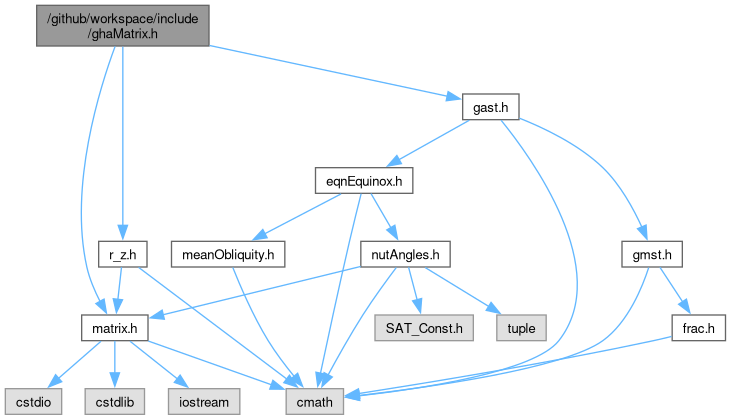 /github/workspace/include
/ghaMatrix.h
gast.h
eqnEquinox.h
r_z.h
meanObliquity.h
nutAngles.h
gmst.h
matrix.h
SAT_Const.h
tuple
frac.h
cstdio
cstdlib
iostream
cmath